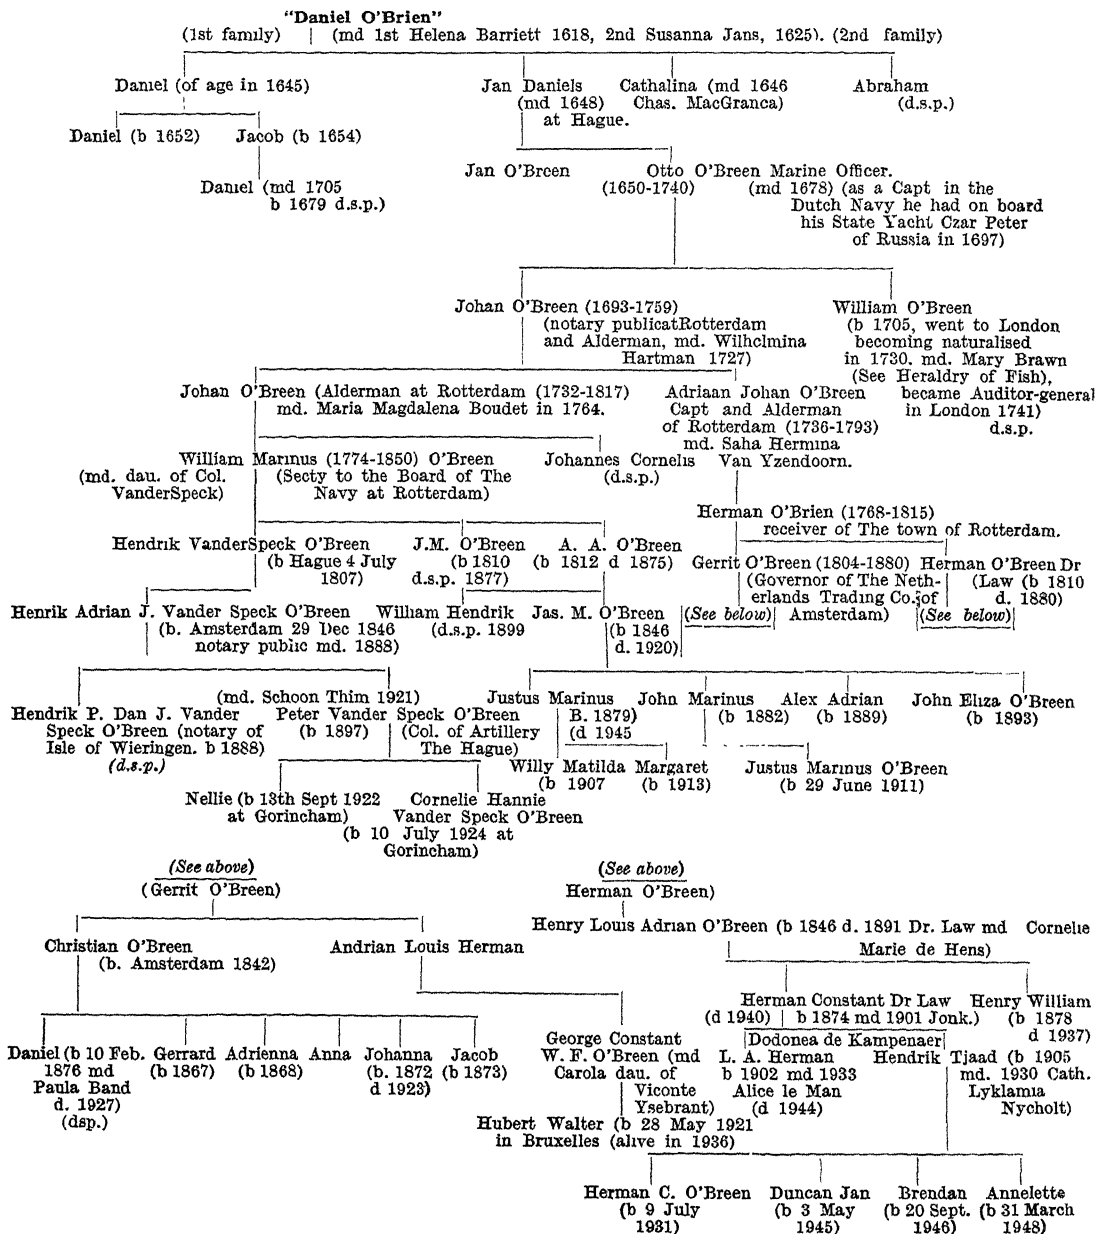 "Daniel O'Brien"
(1st family) (md 1st Helena Barriett 1618, 2nd Susanna Jans, 1625). (2nd family)
Daniel (of age in 1645)
Jan Daniels
(md 1648)
at Hague.
Cathalina (md 1646
Chas. MacGranca)
Abraham
(d.s.p.)
Daniel (b 1652)
Jacob (b 1654)
Daniel (md 1705
b 1679 d.s.p.)
Jan O'Breen
Otto O'Breen Marine Officer.
(1650-1740) (md 1678) (as a Capt in the
Dutch Navy he had on board
his State Yacht Czar Peter
of Russia in 1697)
Johan O'Breen (1693-1759)
(notary publicatRotterdam
and Alderman, md. Wilhelmina
Hartman 1727)
William O'Breen
(b 1705, went to London
becoming naturalised
in 1730. md. Mary Brawn
(See Heraldry of Fish),
became Auditor-general
in London 1741)
d.s.p.
Johan O'Breen (Alderman at Rotterdam (1732-1817)
md. Maria Magdalena Boudet in 1764.
Adriaan Johan O'Breen
Capt and Alderman
of Rotterdam (1736-1793)
md. Saha Hermina
Van Yzendoorn.
William Marinus (1774-1850) O'Breen
(md. dau. of Col.
VanderSpeck)
(Secty to the Board of The
Navy at Rotterdam)
Johannes Cornelis
(d.s.p.)
Herman O'Brien (1768-1815)
receiver of The town of Rotterdam.
Hendrik VanderSpeck O'Breen
(b Hague 4 July
1807)
J.M. O'Breen
(b 1810
d.s.p. 1877)
A. A. O'Breen
(b 1812 d 1875)
Gerrit O'Breen (1804-1880)
(Governor of The Neth-
erlands Trading Co. of
Amsterdam)
(See below)
Herman O'Breen Dr
(Law (b 1810
d. 1880)
(See below)
Henrik Adrian J. Vander Speck O'Breen
(b. Amsterdam 29 Dec 1846
notary public md. 1888)
William Hendrik
(d.s.p. 1899
Jas. M. O'Breen
(b 1846
d. 1920)
Hendrik P. Dan J. Vander
Speck O'Breen (notary of
Isle of Wieringen. b 1888)
(d.s.p.)
(md. Schoon Thim 1921)
Peter Vander Speck O'Breen
(b 1897) (Col. of Artillery
The Hague)
Justus Marinus
B. 1879)
(d 1945
John Marinus
(b 1882)
Alex Adrian
(b 1889)
John Eliza O'Breen
(b 1893)
Willy Matilda
(b 1907
Margaret
(b 1913)
Justus Marinus O'Breen
(b 29 June 1911)
Nellie (b 13th Sept 1922
at Gorincham)
Cornelie Hannie
Vander Speck O'Breen
(b 10 July 1924 at
Gorincham)
(See above)
(Gerrit O'Breen)
(See above)
Herman O'Breen)
Christian O'Breen
(b. Amsterdam 1842)
Andrian Louis Herman
Henry Louis Adrian O'Breen (b 1846 d. 1891 Dr. Law md Cornelie
Marie de Hens)
Daniel (b 10 Feb.
1876 md
Paula Band
d. 1927)
(dsp.)
Gerrard
(b 1867)
Adrienna
(b 1868)
Anna
Johanna
(b. 1872
d 1923)
Jacob
(b 1873)
George Constant
W. F. O'Breen (md
Carola dau. of
Viconte
Ysebrant)
Hubert Walter (b 28 May 1921
in Bruxelles (alive in 1936)
Herman Constant Dr Law
(d 1940) b 1874 md 1901 Jonk.)
Dodonea de Kampenaer
Henry William
(b 1878
d 1937)
L. A. Herman
b 1902 md 1933
Alice le Man
(d 1944)
Hendrik Tjaad (b 1905
md. 1930 Cath.
Lyklamia
Nycholt)
Herman C. O'Breen
(b 9 July
1931)
Duncan Jan
(b 3 May
1945)
Brendan
(b 20 Sept.
1946)
Annelette
(b 31 March
1948)